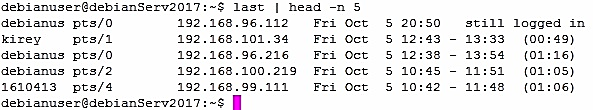 debianuser@debianServ2017:~$ last | head -n 5
debianus pts/0 192.168.96.112 Fri Oct 5 20:50 still logged in
kirey pts/1 192.168.101.34 Fri Oct 5 12:43 - 13:33 (00:49)
debianus pts/0 192.168.96.216 Fri Oct 5 12:38 - 13:54 (01:16)
debianus pts/2 192.168.100.219 Fri Oct 5 10:45 - 11:51 (01:05)
1610413 pts/4 192.168.99.111 Fri Oct 5 10:42 - 11:48 (01:06)
debianuser@debianServ2017:~$